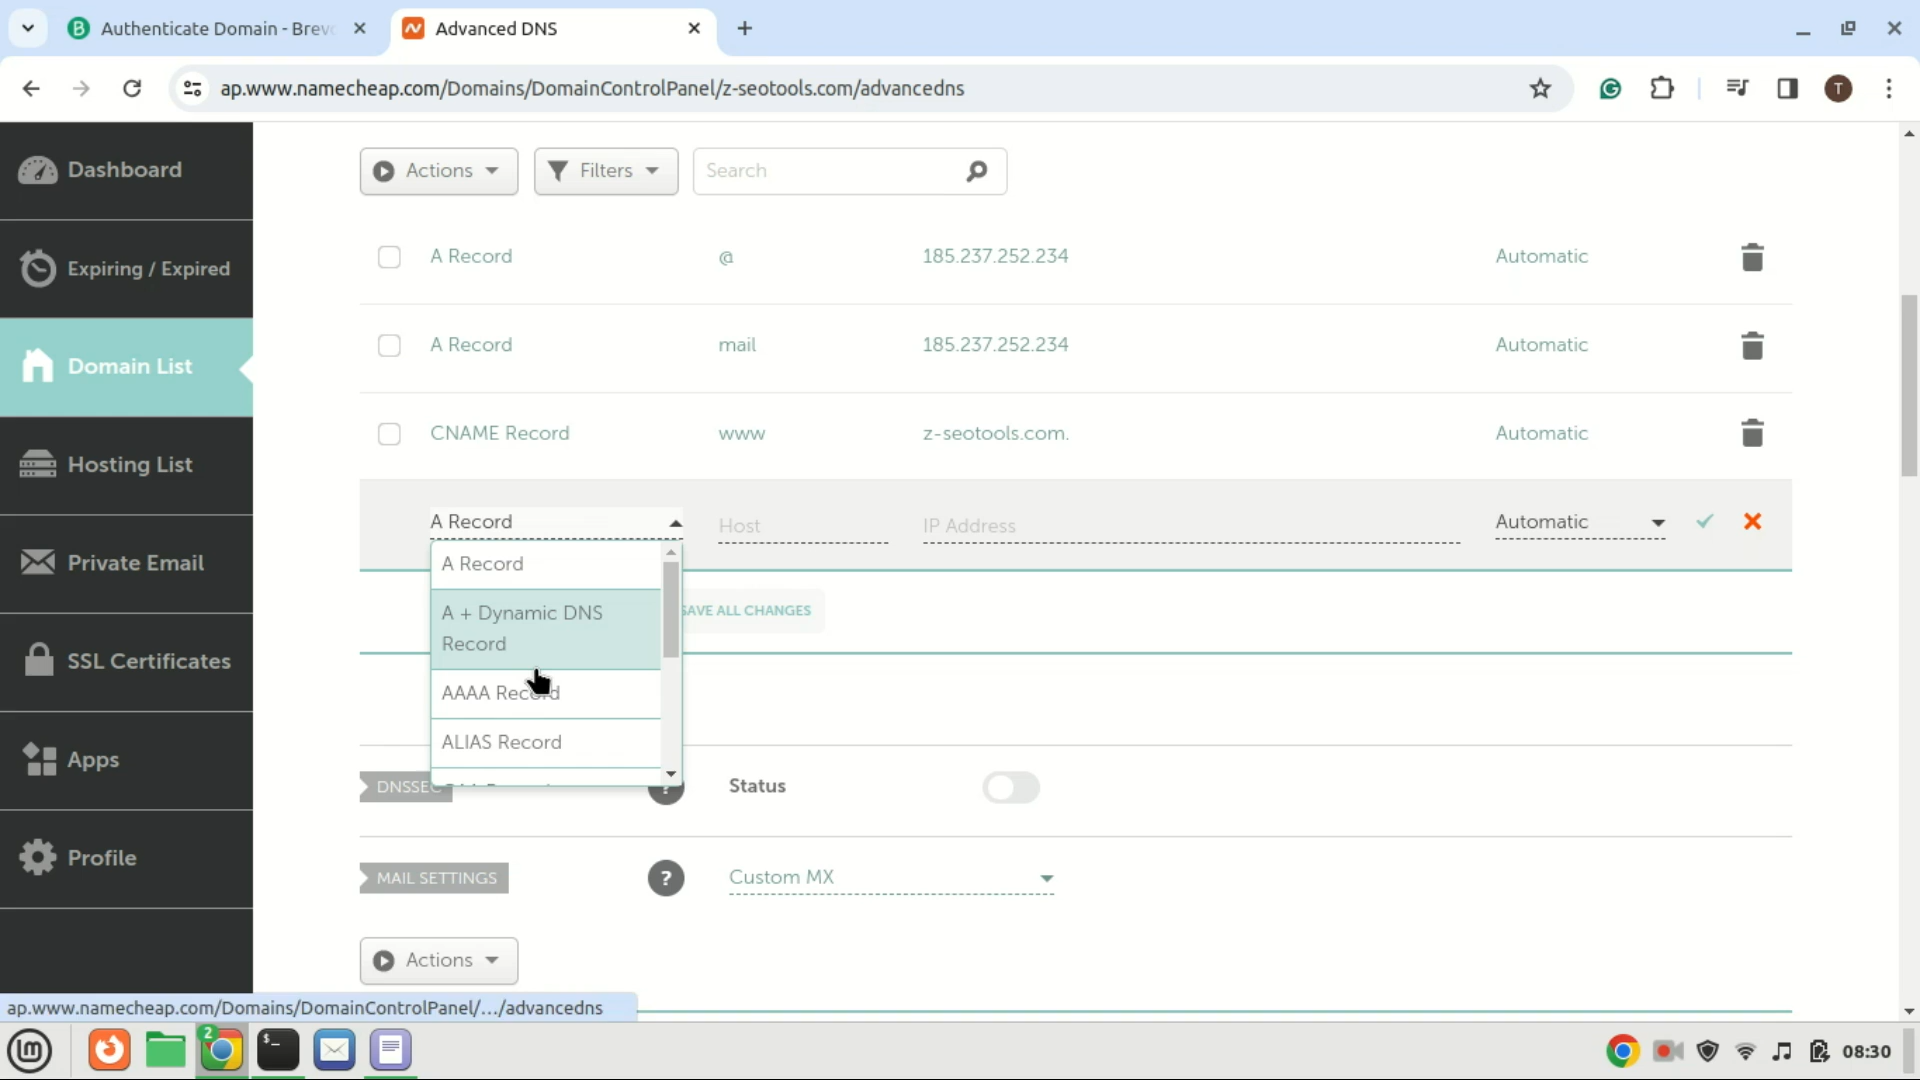 Authenticate Domain - Brevo
Advanced DNS
ap.www.namecheap.com/Domains/DomainControlPanel/z-seotools.com/advancedns
T
Dashboard
Expiring / Expired
Domain List
Hosting List
Private Email
SSL Certificates
Apps
Profile
Actions
Filters
Search
A Record @ 185.237.252.234 Automatic
A Record mail 185.237.252.234 Automatic
CNAME Record www z-seotools.com. Automatic
A Record Host IP Address Automatic
A Record
A + Dynamic DNS
Record
AAAA Record
ALIAS Record
SAVE ALL CHANGES
DNSSEC ? Status
MAIL SETTINGS ? Custom MX
Actions
ap.www.namecheap.com/Domains/DomainControlPanel/.../advancedns
2
08:30